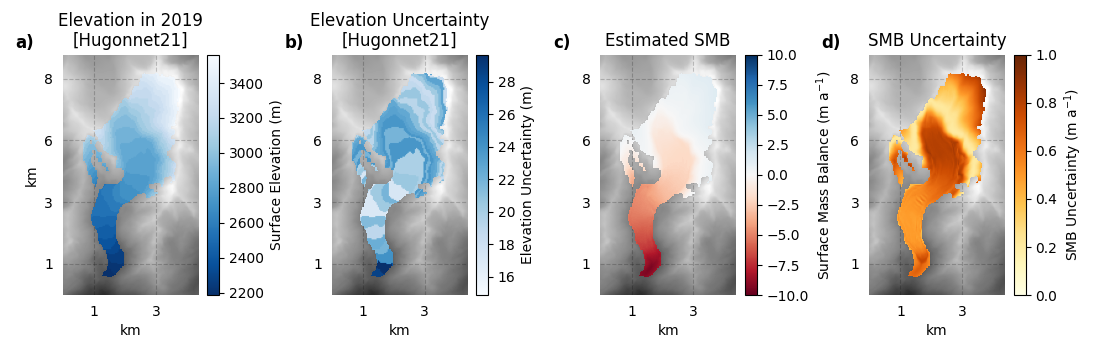 a)
Elevation in 2019
[Hugonnet21]
8
6
3
1
km
1
3
km
3400
3200
3000
2800
2600
2400
2200
Surface Elevation (m)
b)
Elevation Uncertainty
[Hugonnet21]
8
6
3
1
1
3
km
28
26
24
22
20
18
16
Elevation Uncertainty (m)
c)
Estimated SMB
8
6
3
1
1
3
km
10.0
7.5
5.0
2.5
0.0
−2.5
−5.0
−7.5
−10.0
Surface Mass Balance (m a⁻¹)
d)
SMB Uncertainty
8
6
3
1
1
3
km
1.0
0.8
0.6
0.4
0.2
0.0
SMB Uncertainty (m a⁻¹)